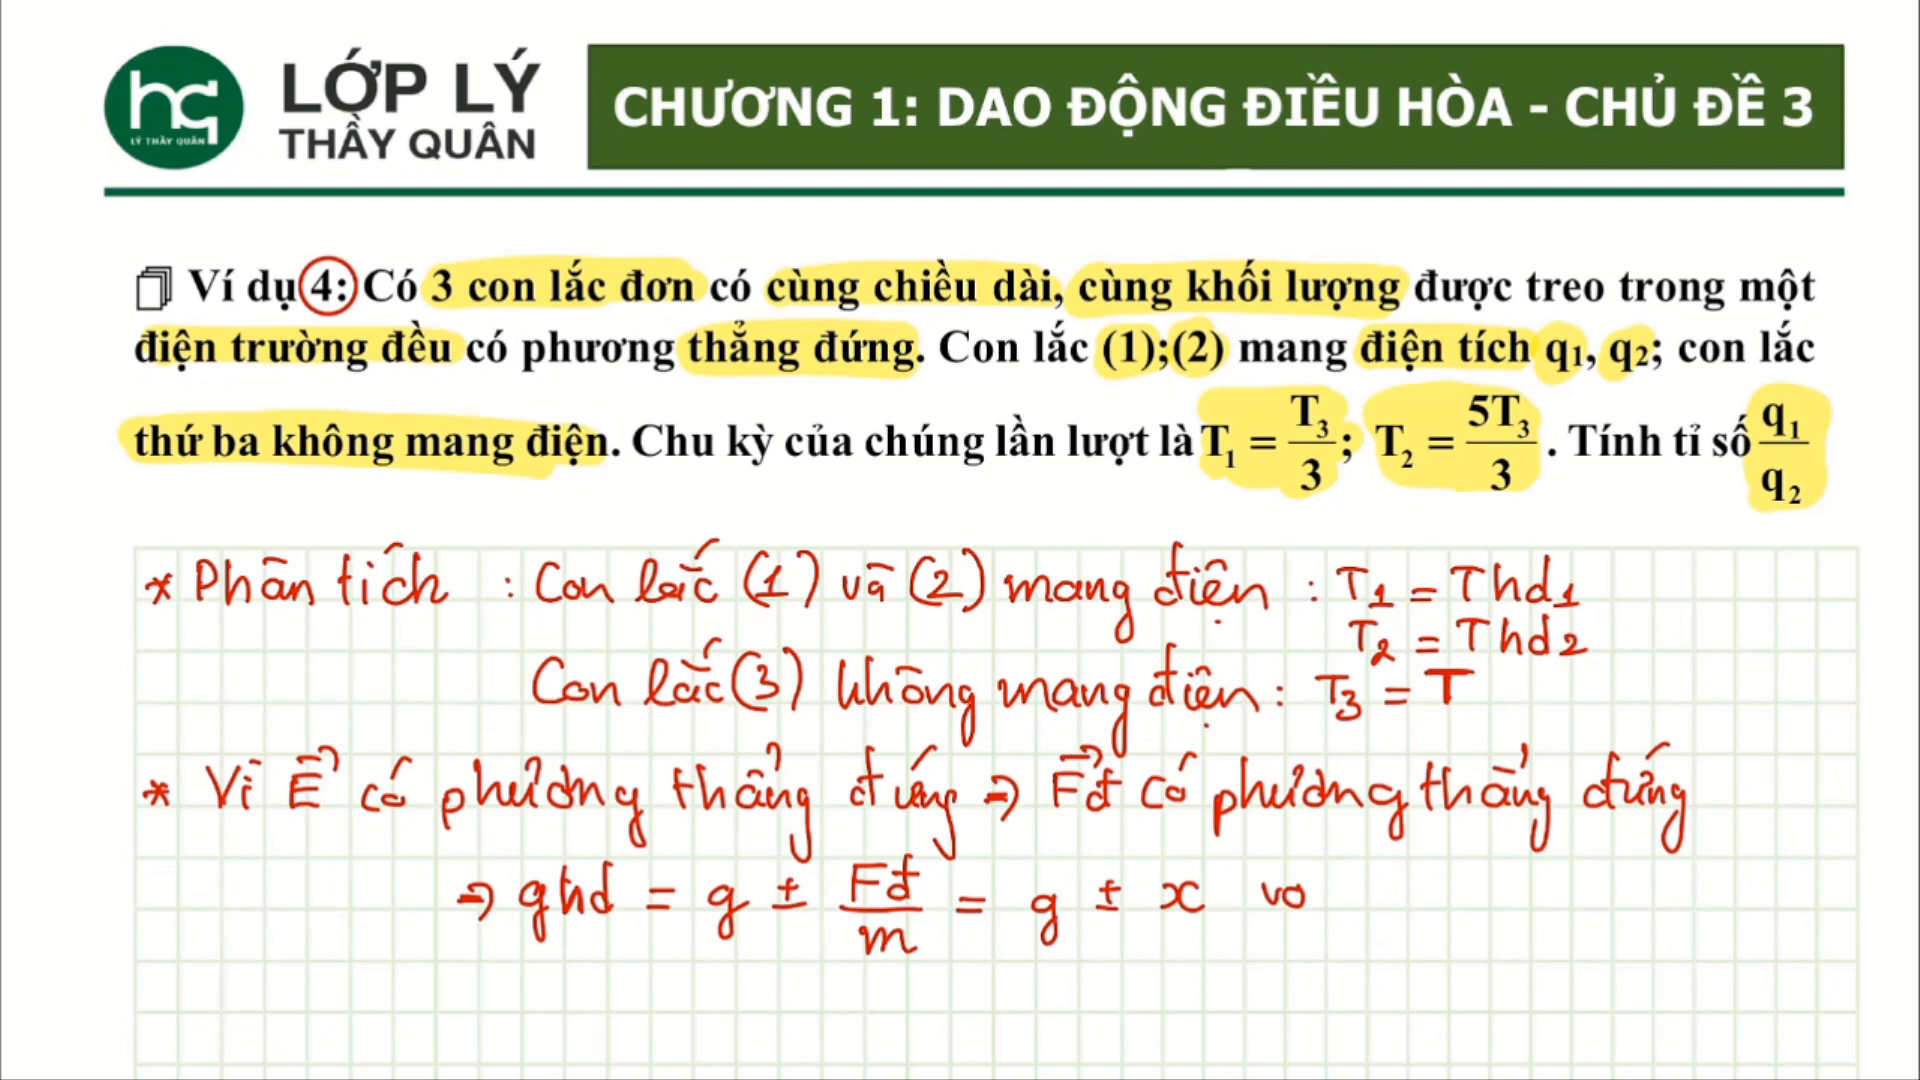 hq
LÝ THẦY QUÂN
LỚP LÝ
THẦY QUÂN
CHƯƠNG 1: DAO ĐỘNG ĐIỀU HÒA - CHỦ ĐỀ 3
Ví dụ 4: Có 3 con lắc đơn có cùng chiều dài, cùng khối lượng được treo trong một
điện trường đều có phương thẳng đứng. Con lắc (1);(2) mang điện tích q₁, q₂; con lắc
thứ ba không mang điện. Chu kỳ của chúng lần lượt là T₁ = T₃/3; T₂ = 5T₃/3. Tính tỉ số q₁/q₂
* Phân tích : Con lắc (1) và (2) mang điện : T1 = Thd1
T2 = Thd2
Con lắc (3) không mang điện : T3 = T
* Vì E⃗ có phương thẳng đứng => F⃗đ có phương thẳng đứng
=> ghd = g ± Fđ/m = g ± x vo